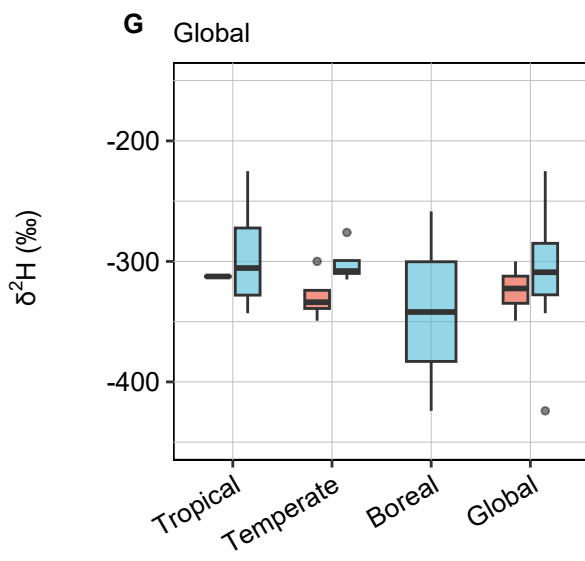 G Global
δ²H (‰)
-200
-300
-400
Tropical
Temperate
Boreal
Global